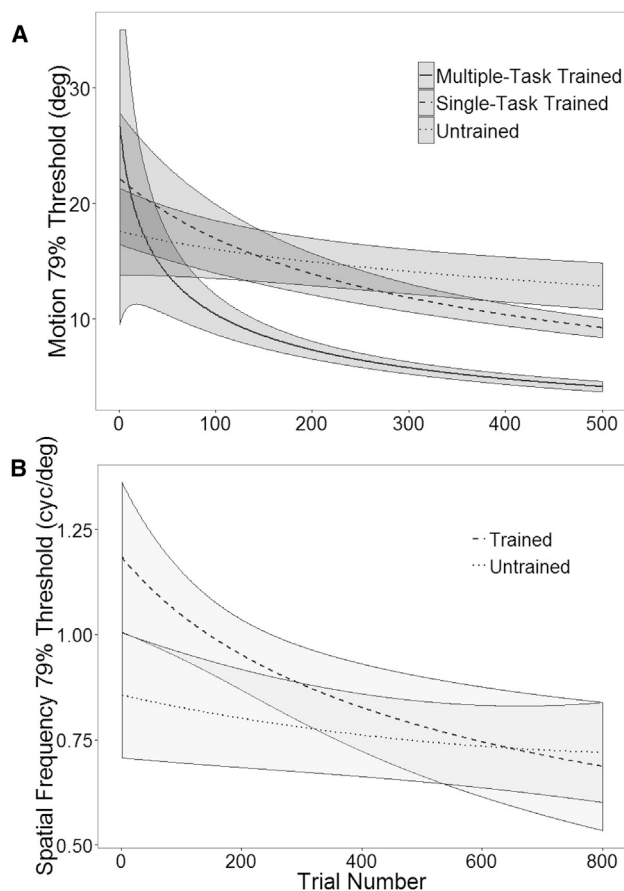 A
Motion 79% Threshold (deg)
30
20
10
Multiple-Task Trained
Single-Task Trained
Untrained
0 100 200 300 400 500
B
Spatial Frequency 79% Threshold (cyc/deg)
1.25
1.00
0.75
0.50
Trained
Untrained
0 200 400 600 800
Trial Number